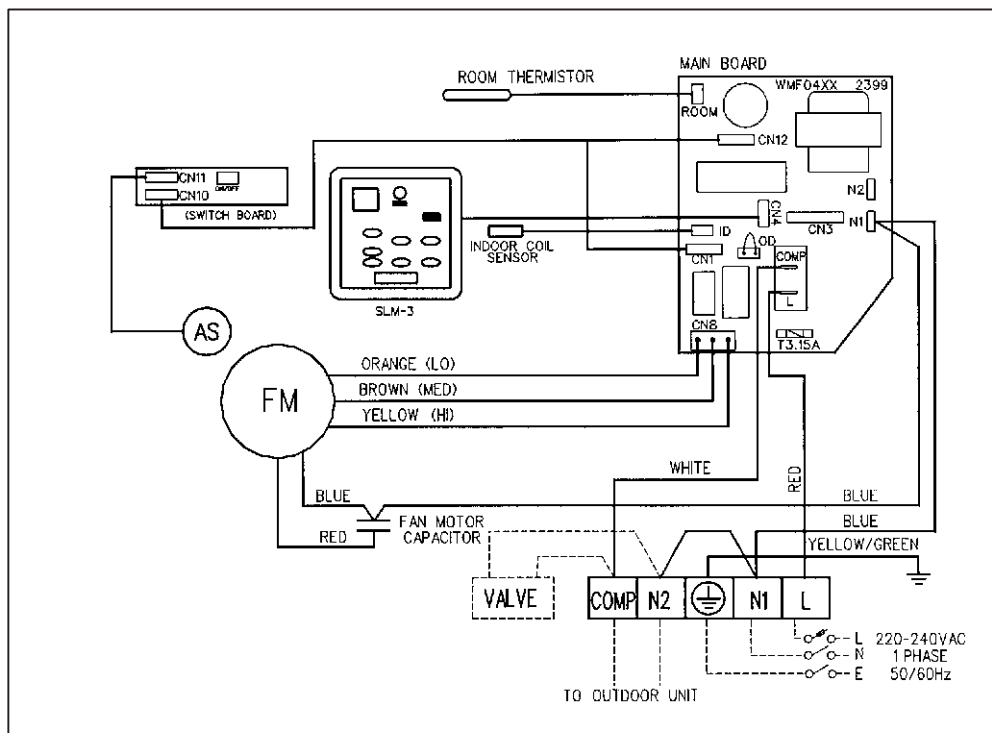 MAIN BOARD
ROOM THERMISTOR
WMF04XX 2399
ROOM
CN12
CN11
ON/OFF
CN10
(SWITCH BOARD)
N2
CN4
CN3
N1
ID
INDOOR COIL
SENSOR
OD
CN1
COMP
L
SLM-3
AS
CN8
T3.15A
ORANGE (LO)
BROWN (MED)
YELLOW (HI)
FM
WHITE
RED
BLUE
BLUE
FAN MOTOR
CAPACITOR
RED
BLUE
YELLOW/GREEN
VALVE
COMP N2 N1 L
L 220-240VAC
N 1 PHASE
E 50/60Hz
TO OUTDOOR UNIT